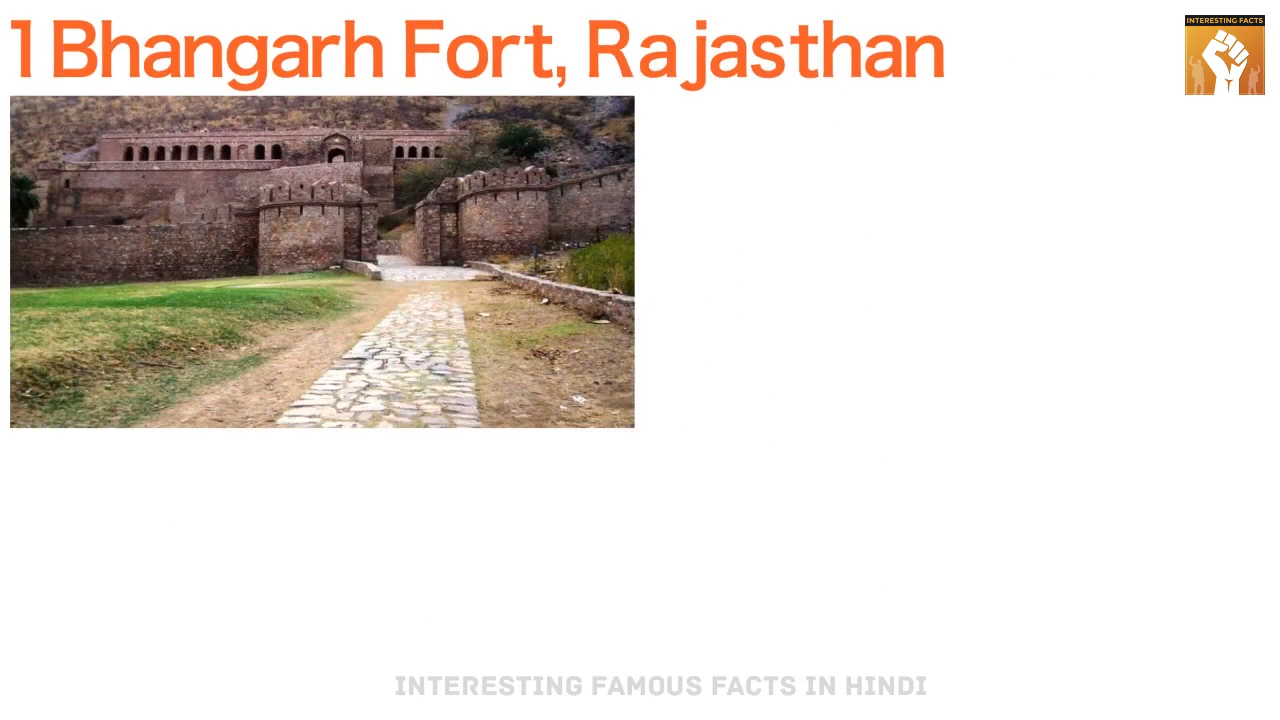 1 Bhangarh Fort, Rajasthan
INTERESTING FACTS
INTERESTING FAMOUS FACTS IN HINDI